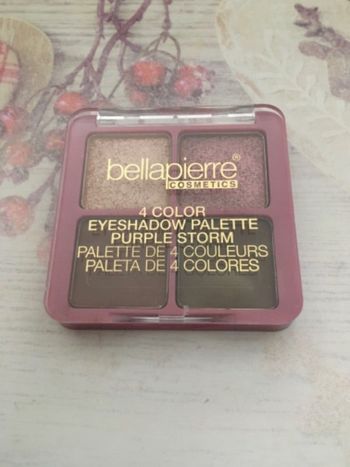 bellapierre®
COSMETICS
4 COLOR
EYESHADOW PALETTE
PURPLE STORM
PALETTE DE 4 COULEURS
PALETA DE 4 COLORES